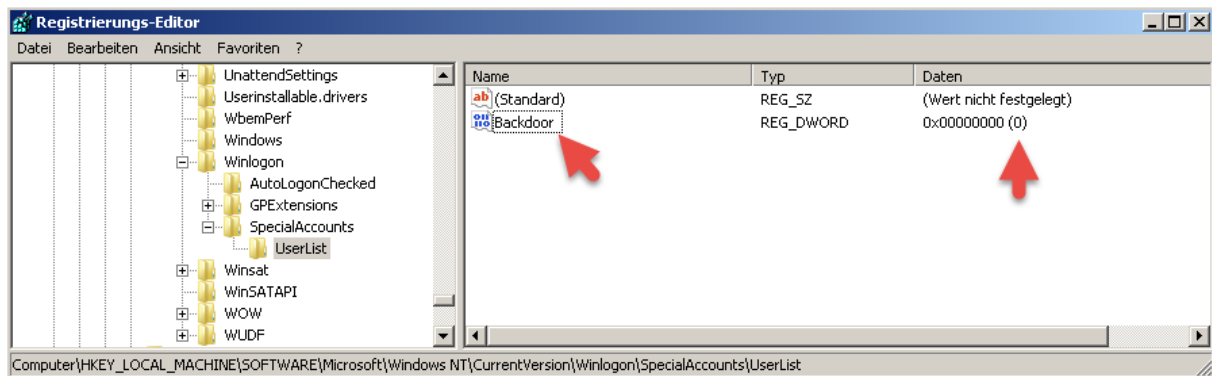 Registrierungs-Editor
Datei Bearbeiten Ansicht Favoriten ?
UnattendSettings
Userinstallable.drivers
WbemPerf
Windows
Winlogon
AutoLogonChecked
GPExtensions
SpecialAccounts
UserList
Winsat
WinSATAPI
WOW
WUDF
Name Typ Daten
(Standard) REG_SZ (Wert nicht festgelegt)
Backdoor REG_DWORD 0x00000000 (0)
Computer\HKEY_LOCAL_MACHINE\SOFTWARE\Microsoft\Windows NT\CurrentVersion\Winlogon\SpecialAccounts\UserList